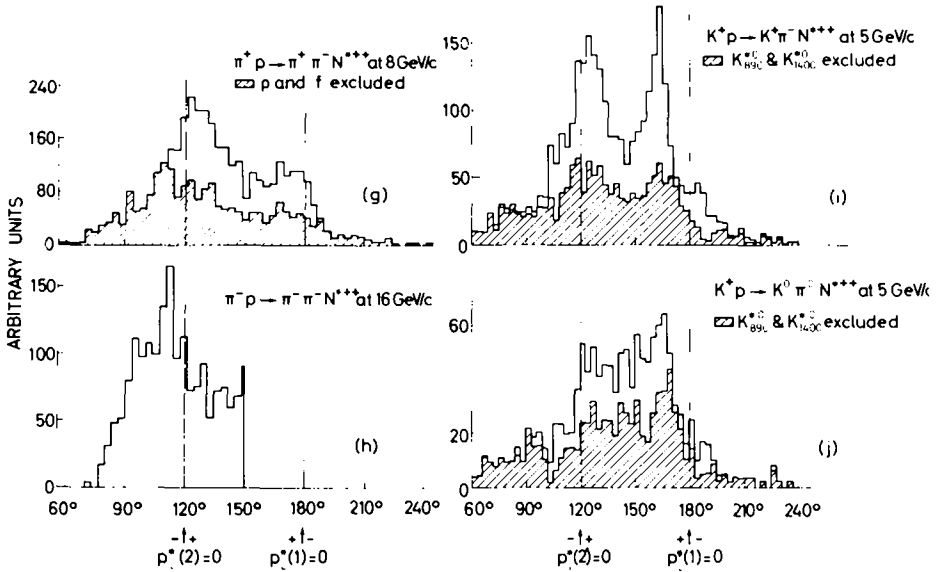 ARBITRARY UNITS
π⁺ p → π⁺ π⁻ N*⁺⁺ at 8 GeV/c
ρ and f excluded
240
160
80
0
(g)
K⁺p → K⁺π⁻ N*⁺⁺ at 5 GeV/c
K*⁰₈₉₀ & K*⁰₁₄₀₀ excluded
150
100
50
0
(i)
π⁻p → π⁻ π⁻ N*⁺⁺ at 16 GeV/c
150
100
50
0
(h)
K⁺p → K⁰ π⁰ N*⁺⁺ at 5 GeV/c
K*⁰₈₉₀ & K*⁰₁₄₀₀ excluded
60
20
0
(j)
60° 90° 120° 150° 180° 210° 240°
60° 90° 120° 150° 180° 210° 240°
- + + -
- + + -
(2)=0 (1)=0
(2)=0 (1)=0